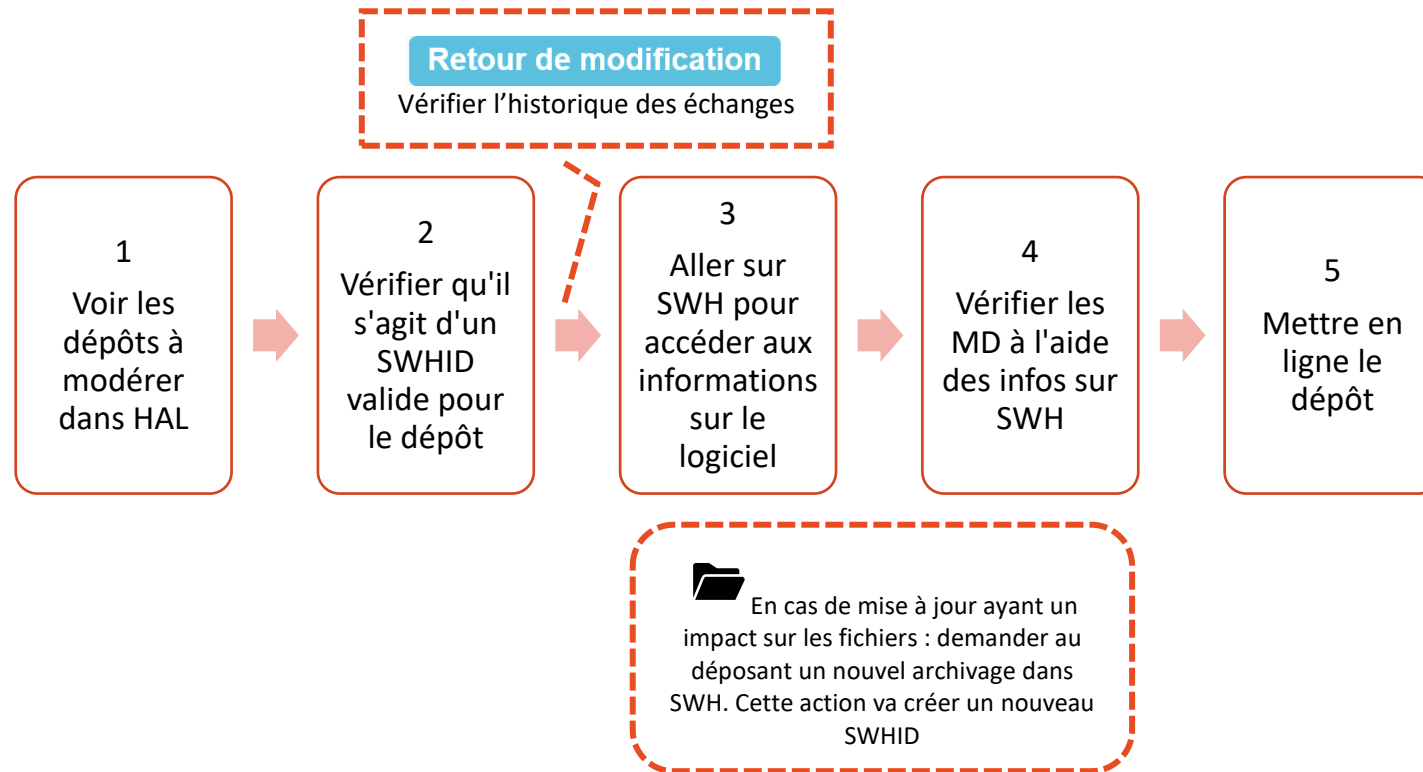 Retour de modification
Vérifier l’historique des échanges
1
Voir les
dépôts à
modérer
dans HAL
2
Vérifier qu'il
s'agit d'un
SWHID
valide pour
le dépôt
3
Aller sur
SWH pour
accéder aux
informations
sur le
logiciel
4
Vérifier les
MD à l'aide
des infos sur
SWH
5
Mettre en
ligne le
dépôt
En cas de mise à jour ayant un
impact sur les fichiers : demander au
déposant un nouvel archivage dans
SWH. Cette action va créer un nouveau
SWHID